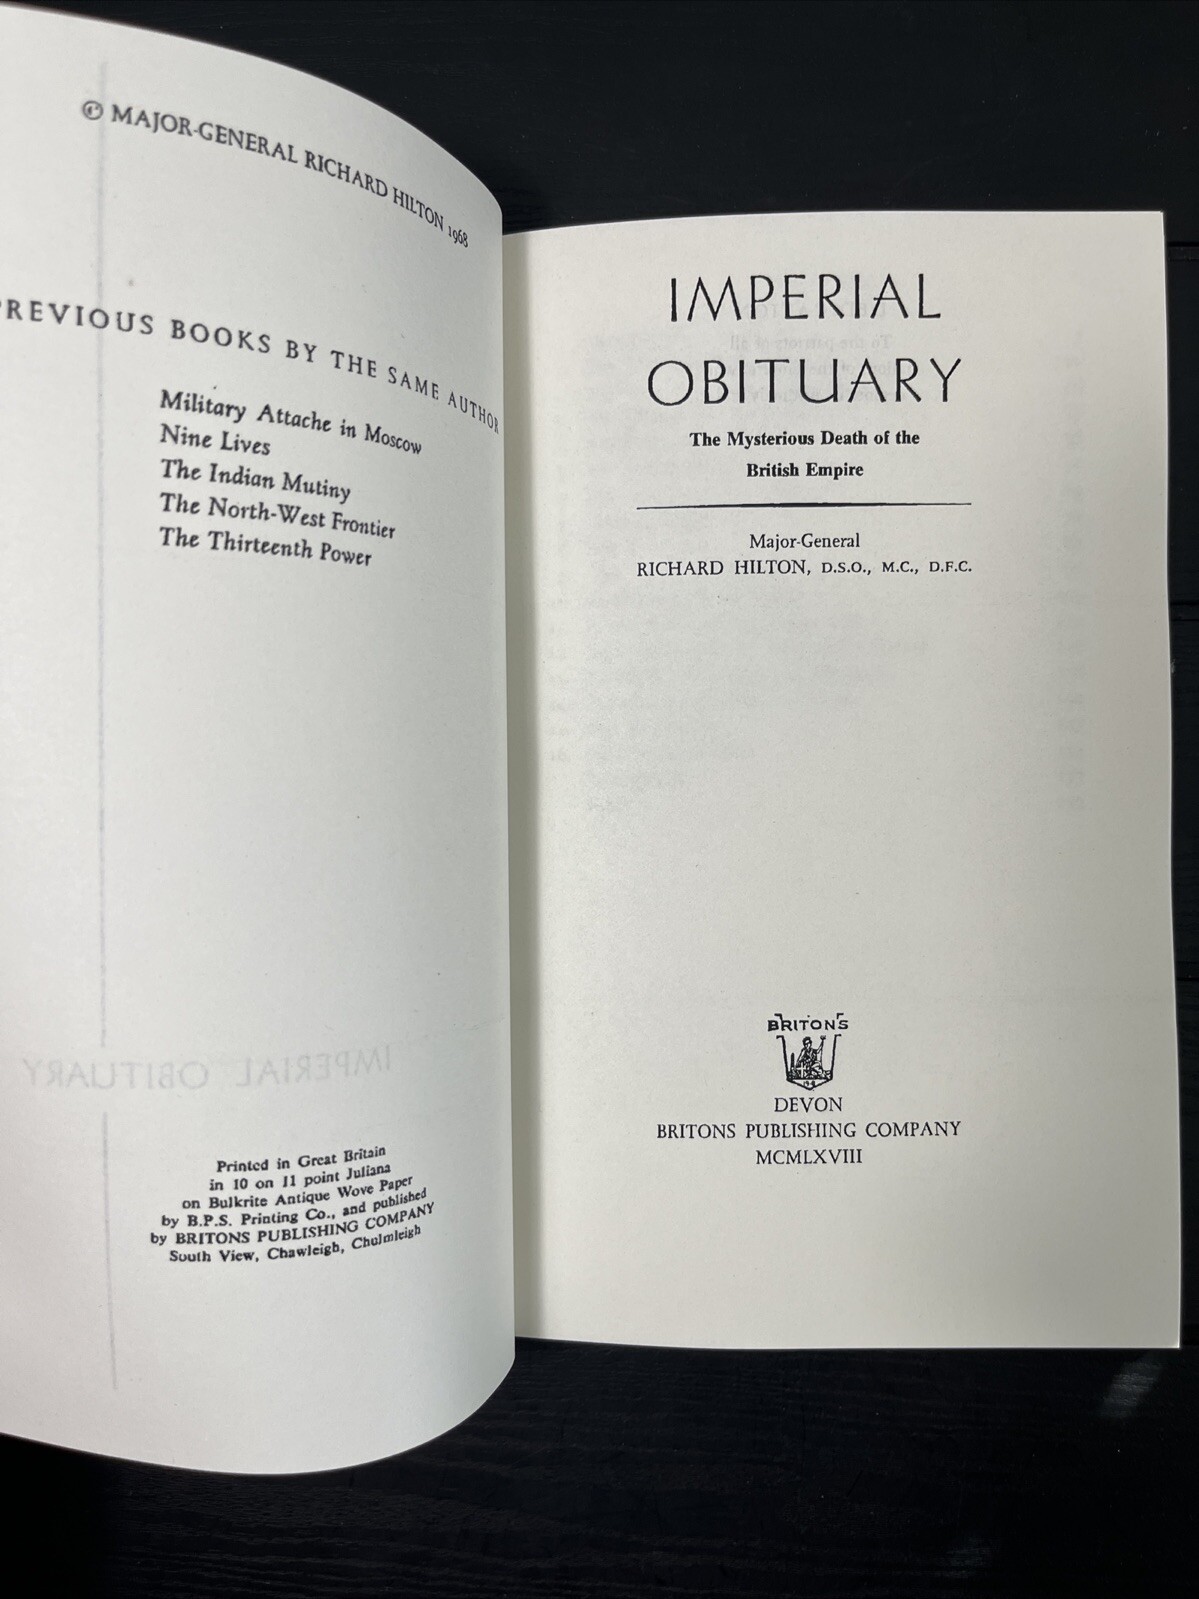 © MAJOR-GENERAL RICHARD HILTON 1968
PREVIOUS BOOKS BY THE SAME AUTHOR
Military Attache in Moscow
Nine Lives
The Indian Mutiny
The North-West Frontier
The Thirteenth Power
IMPERIAL OBITUARY
Printed in Great Britain
in 10 on 11 point Juliana
on Bulkrite Antique Wove Paper
by B.P.S. Printing Co., and published
by BRITONS PUBLISHING COMPANY
South View, Chawleigh, Chulmleigh
IMPERIAL
OBITUARY
The Mysterious Death of the
British Empire
Major-General
RICHARD HILTON, D.S.O., M.C., D.F.C.
BRITONS
DEVON
BRITONS PUBLISHING COMPANY
MCMLXVIII